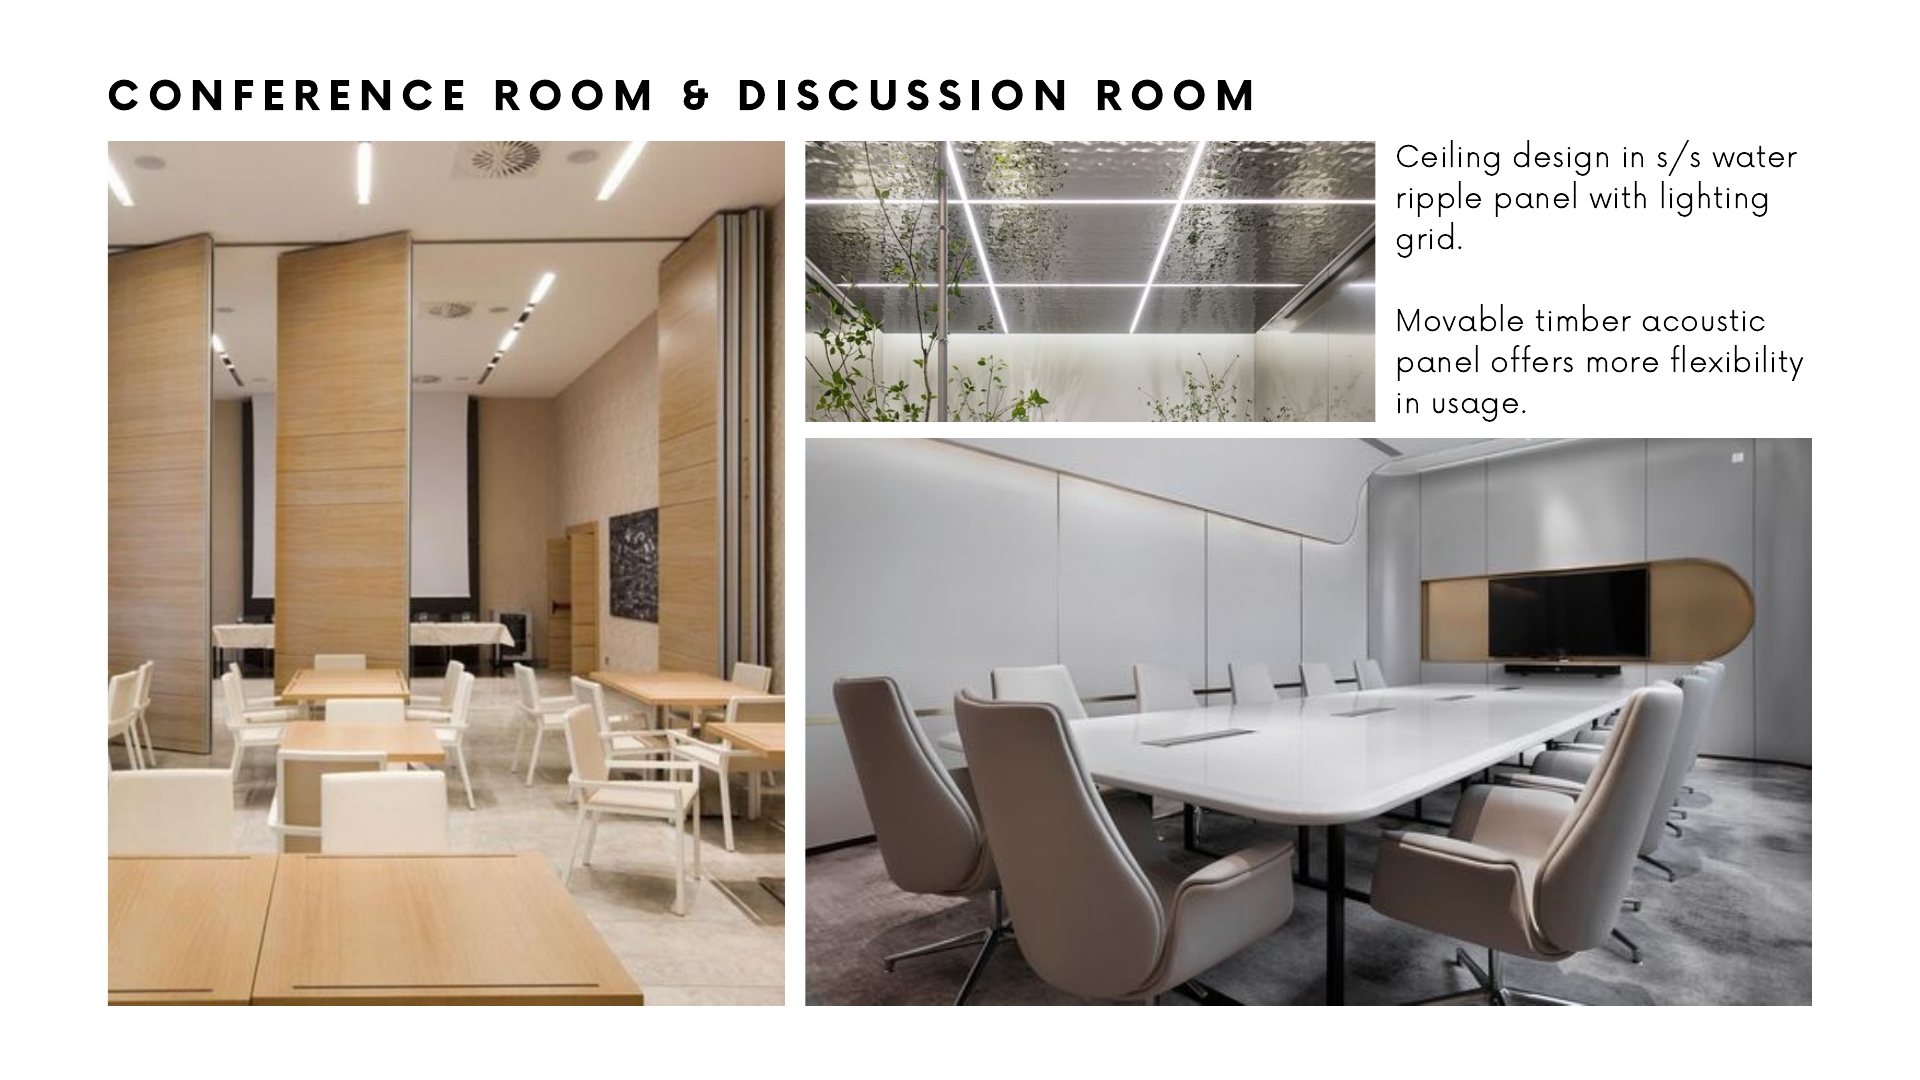 CONFERENCE ROOM & DISCUSSION ROOM
Ceiling design in s/s water
ripple panel with lighting
grid.
Movable timber acoustic
panel offers more flexibility
in usage.